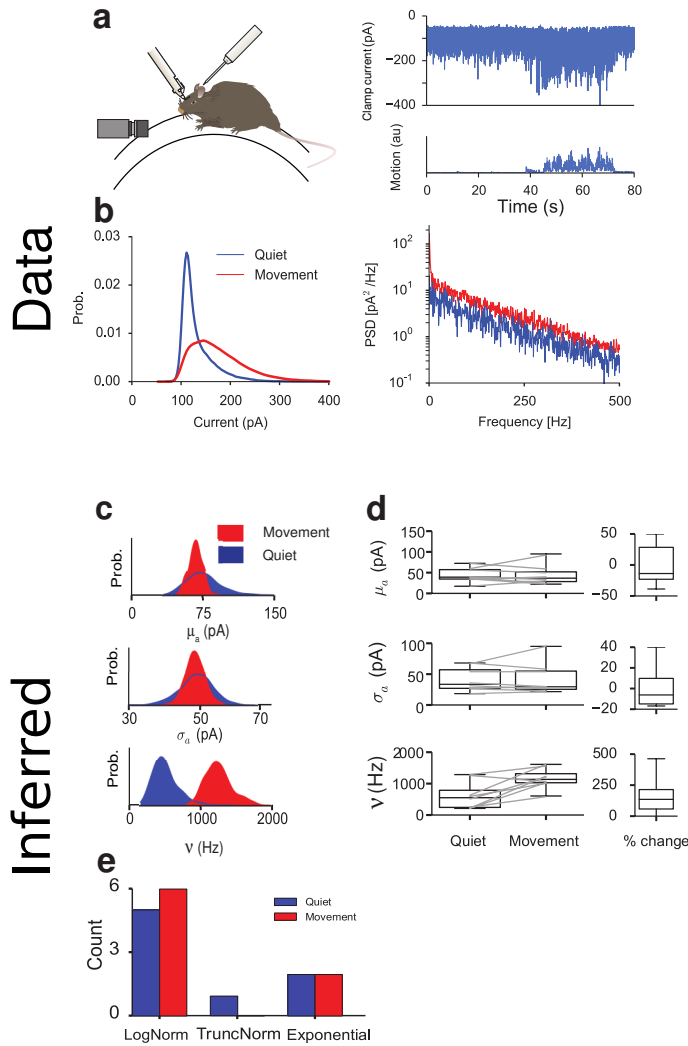 Data
a
Clamp current(pA)
0
−100
−200
−400
Motion (au)
0
20
40
60
80
Time (s)
b
Quiet
Movement
Prob.
0.03
0.02
0.01
0.00
0
100
200
300
400
Current (pA)
PSD [pA² /Hz]
10²
10¹
10⁰
10⁻¹
0
250
500
Frequency [Hz]
Inferred
c
Movement
Quiet
Prob.
0
75
150
μₐ (pA)
Prob.
30
50
70
σₐ (pA)
Prob.
0
1000
2000
ν (Hz)
d
μₐ (pA)
150
100
50
0
50
0
−50
σₐ (pA)
100
50
0
40
20
0
−20
ν (Hz)
2000
1000
0
500
250
0
Quiet
Movement
% change
e
Count
6
3
0
Quiet
Movement
LogNorm
TruncNorm
Exponential